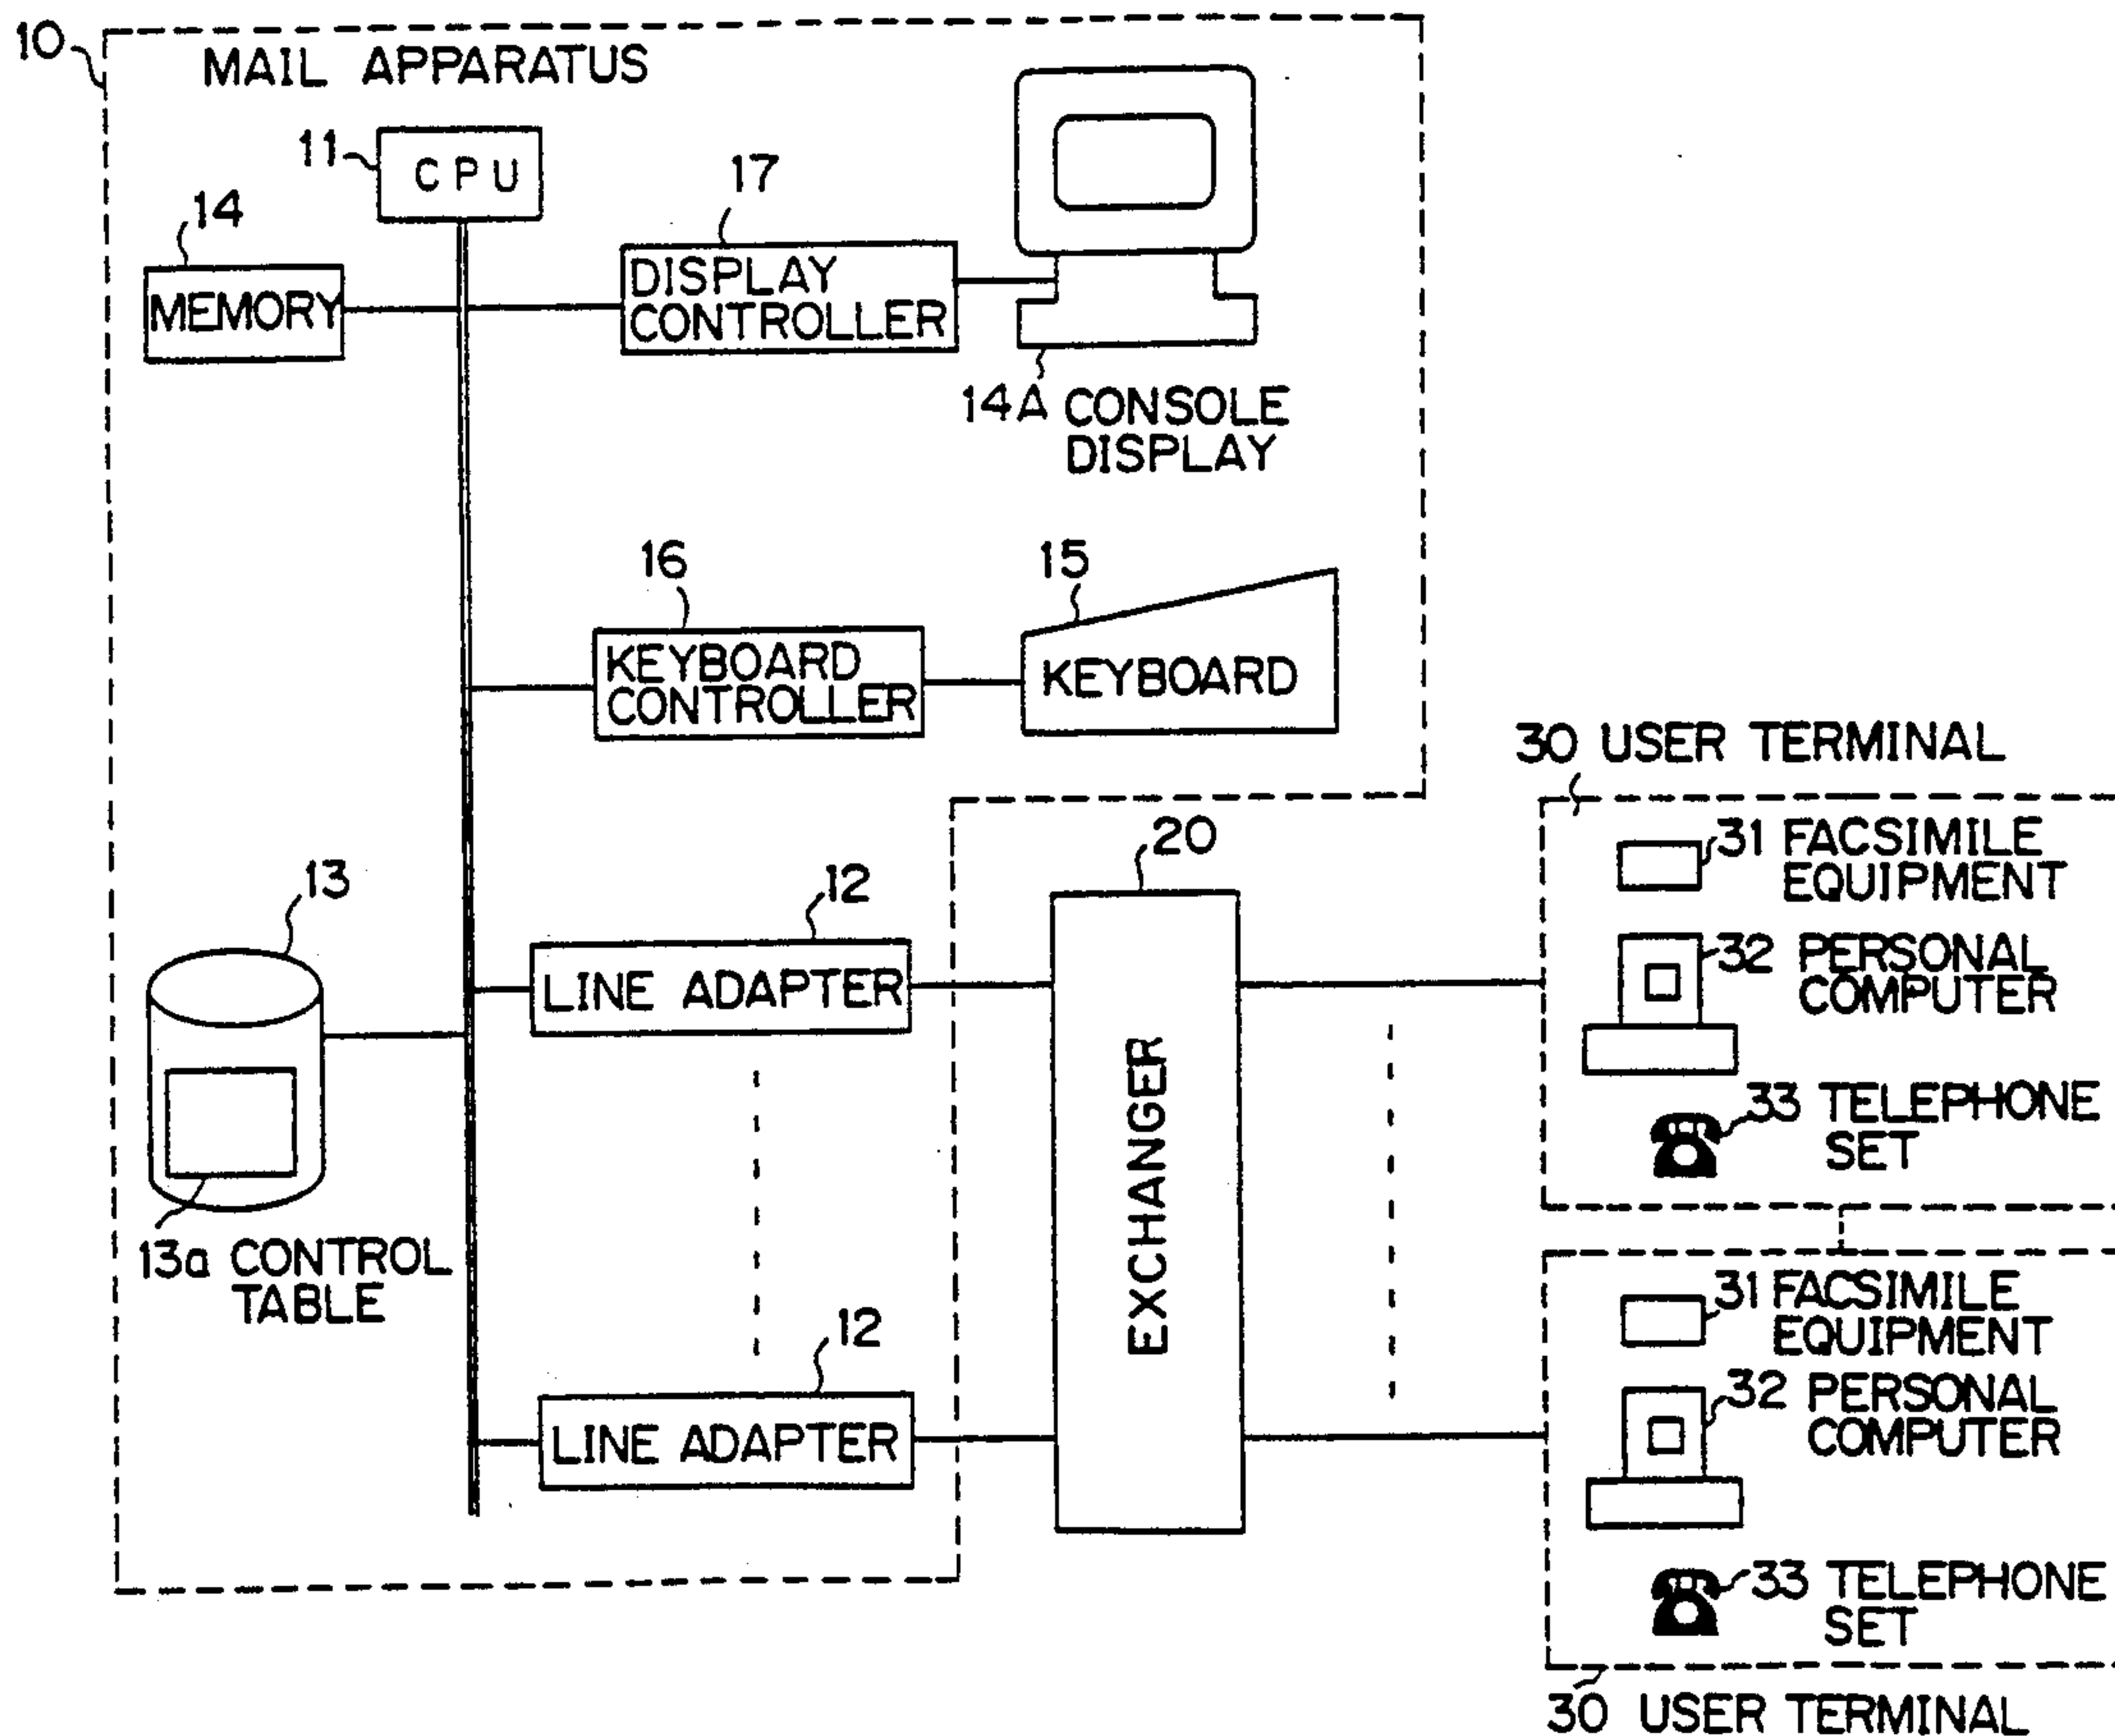 10
MAIL APPARATUS
11
CPU
17
14
MEMORY
DISPLAY
CONTROLLER
14A CONSOLE
DISPLAY
16
15
KEYBOARD
CONTROLLER
KEYBOARD
30 USER TERMINAL
20
31 FACSIMILE
EQUIPMENT
13
12
LINE ADAPTER
32 PERSONAL
COMPUTER
EXCHANGER
33 TELEPHONE
SET
13a CONTROL
TABLE
31 FACSIMILE
EQUIPMENT
12
LINE ADAPTER
32 PERSONAL
COMPUTER
33 TELEPHONE
SET
30 USER TERMINAL